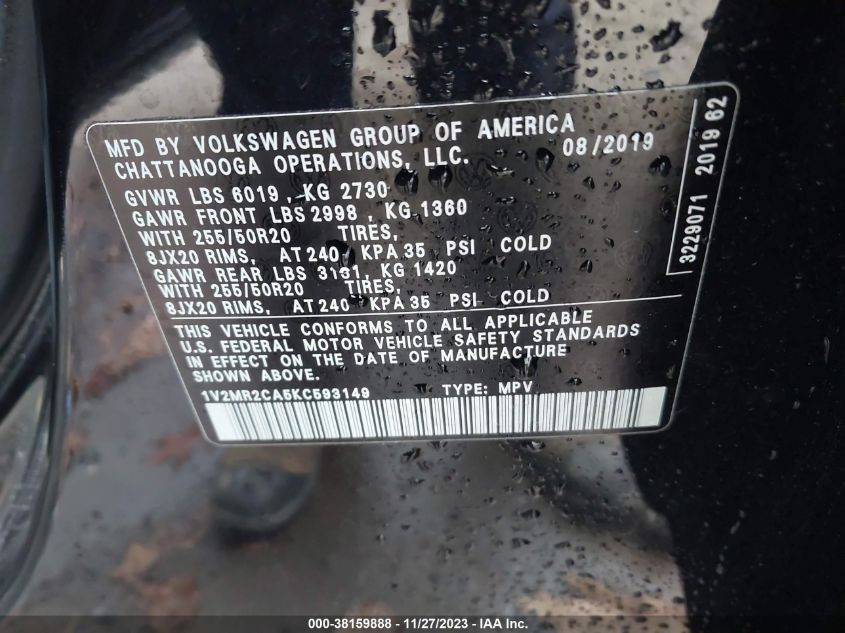 MFD BY VOLKSWAGEN GROUP OF AMERICA
CHATTANOOGA OPERATIONS, LLC. 08/2019
GVWR LBS 6019 , KG 2730
GAWR FRONT LBS 2998 , KG 1360
WITH 255/50R20 TIRES,
8JX20 RIMS, AT 240 KPA 35 PSI COLD
GAWR REAR LBS 3131, KG 1420
WITH 255/50R20 TIRES,
8JX20 RIMS, AT 240 KPA 35 PSI COLD
THIS VEHICLE CONFORMS TO ALL APPLICABLE
U.S. FEDERAL MOTOR VEHICLE SAFETY STANDARDS
IN EFFECT ON THE DATE OF MANUFACTURE
SHOWN ABOVE.
1V2MR2CA5KC593149 TYPE: MPV
3229071 2019 62
000-38159888 - 11/27/2023 - IAA Inc.